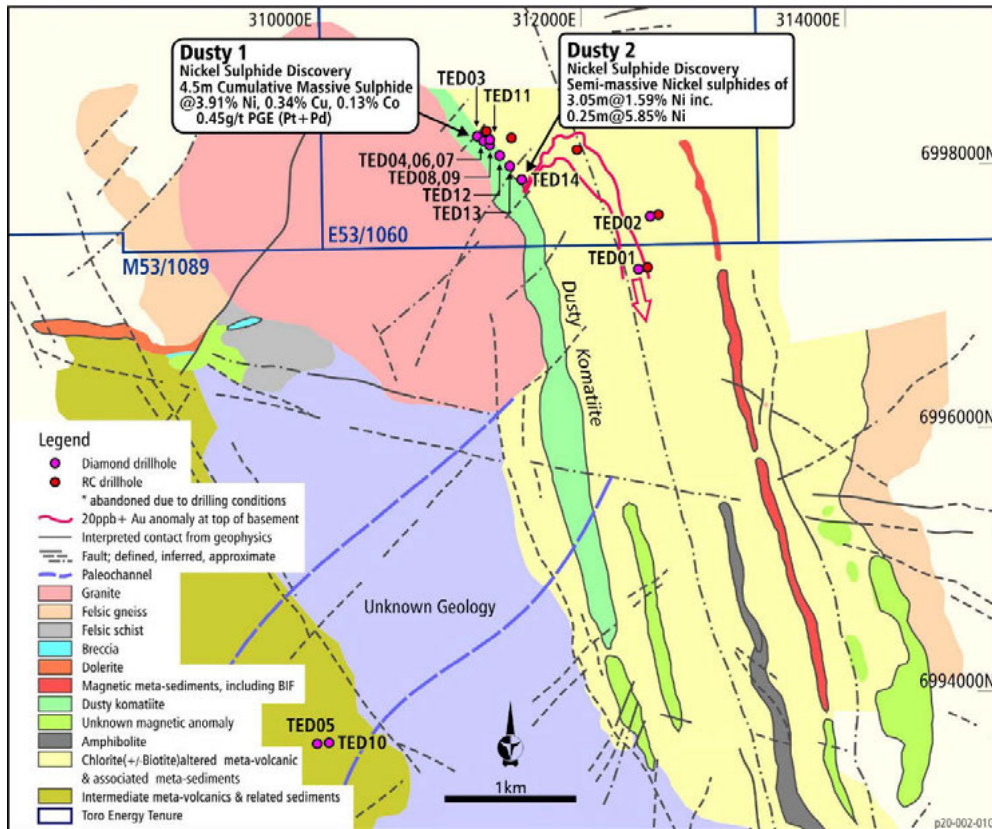 310000E
312000E
314000E
Dusty 1
Nickel Sulphide Discovery
4.5m Cumulative Massive Sulphide
@3.91% Ni, 0.34% Cu, 0.13% Co
0.45g/t PGE (Pt+Pd)
Dusty 2
Nickel Sulphide Discovery
Semi-massive Nickel sulphides of
3.05m@1.59% Ni inc.
0.25m@5.85% Ni
TED03
TED11
TED04,06,07
TED08,09
TED12
TED13
TED14
6998000N
TED02
TED01
E53/1060
M53/1089
Dusty Komatiite
6996000N
Unknown Geology
6994000N
TED05
TED10
1km
Legend
Diamond drillhole
RC drillhole
* abandoned due to drilling conditions
20ppb+ Au anomaly at top of basement
Interpreted contact from geophysics
Fault; defined, inferred, approximate
Paleochannel
Granite
Felsic gneiss
Felsic schist
Breccia
Dolerite
Magnetic meta-sediments, including BIF
Dusty komatiite
Unknown magnetic anomaly
Amphibolite
Chlorite(+/-Biotite)altered meta-volcanic
& associated meta-sediments
Intermediate meta-volcanics & related sediments
Toro Energy Tenure
p20-002-010